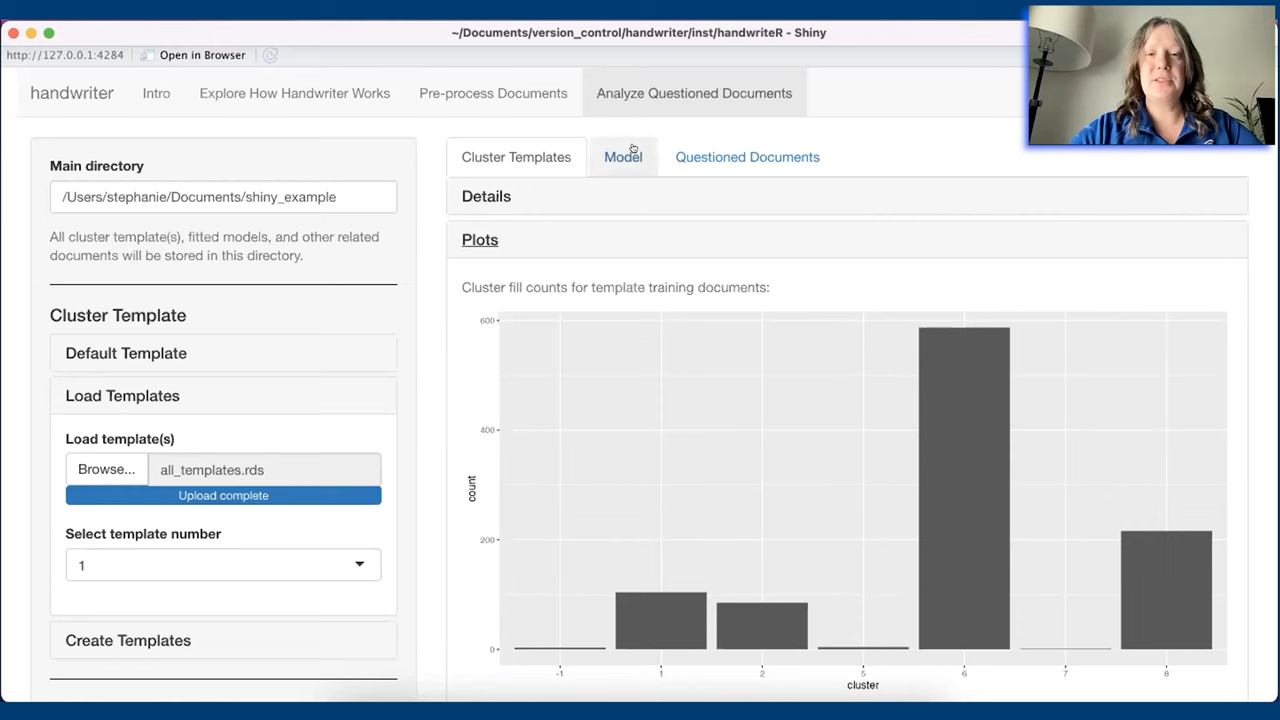 ~/Documents/version_control/handwriter/inst/handwriteR - Shiny
http://127.0.0.1:4284 Open in Browser
handwriter Intro Explore How Handwriter Works Pre-process Documents Analyze Questioned Documents
Main directory
/Users/stephanie/Documents/shiny_example
All cluster template(s), fitted models, and other related
documents will be stored in this directory.
Cluster Template
Default Template
Load Templates
Load template(s)
Browse... all_templates.rds
Upload complete
Select template number
1
Create Templates
Cluster Templates Model Questioned Documents
Details
Plots
Cluster fill counts for template training documents:
600
400
200
0
count
-1 1 2 5 6 7 8
cluster